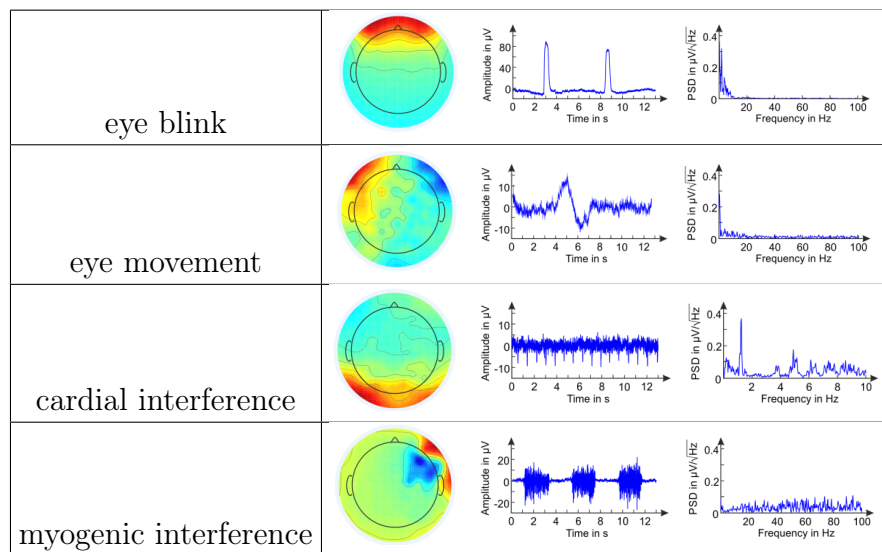 eye blink
Amplitude in µV
80
40
0
0 2 4 6 8 10 12
Time in s
PSD in µV/√Hz
0.4
0.2
0
20 40 60 80 100
Frequency in Hz
eye movement
Amplitude in µV
10
0
-10
0 2 4 6 8 10 12
Time in s
PSD in µV/√Hz
0.4
0.2
0
20 40 60 80 100
Frequency in Hz
cardial interference
Amplitude in µV
10
0
-10
0 2 4 6 8 10 12
Time in s
PSD in µV/√Hz
0.4
0.2
0
2 4 6 8 10
Frequency in Hz
myogenic interference
Amplitude in µV
20
0
-20
0 2 4 6 8 10 12
Time in s
PSD in µV/√Hz
0.4
0.2
0
20 40 60 80 100
Frequency in Hz